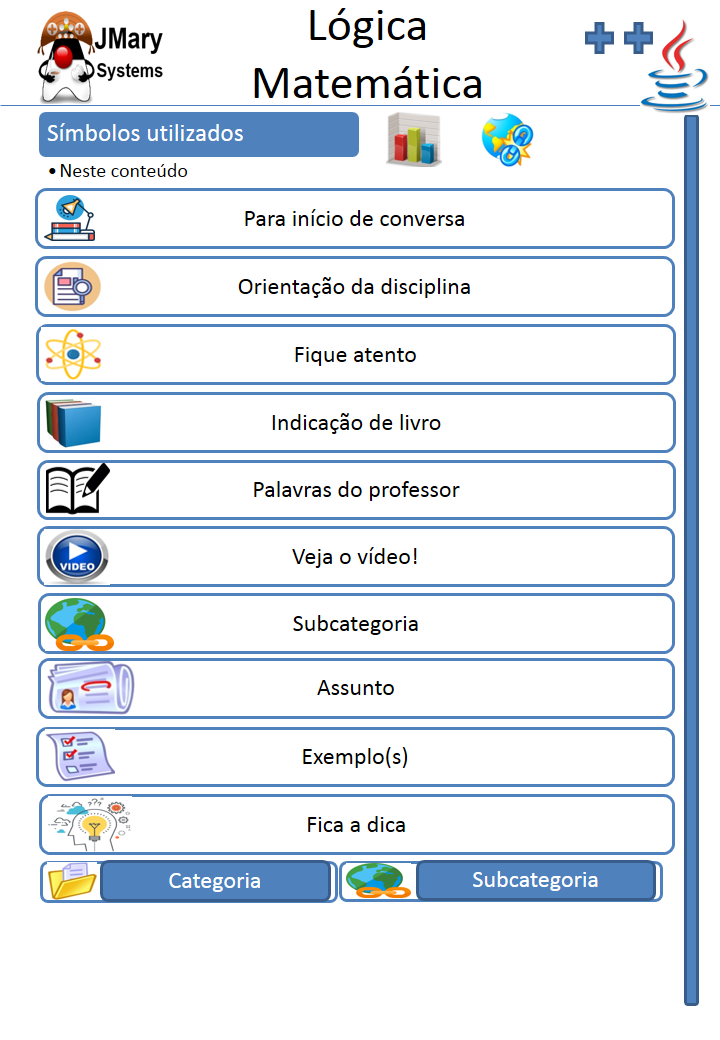 JMary
Systems
Lógica
Matemática
Símbolos utilizados
• Neste conteúdo
Para início de conversa
Orientação da disciplina
Fique atento
Indicação de livro
Palavras do professor
VIDEO
Veja o vídeo!
Subcategoria
Assunto
Exemplo(s)
Fica a dica
Categoria
Subcategoria